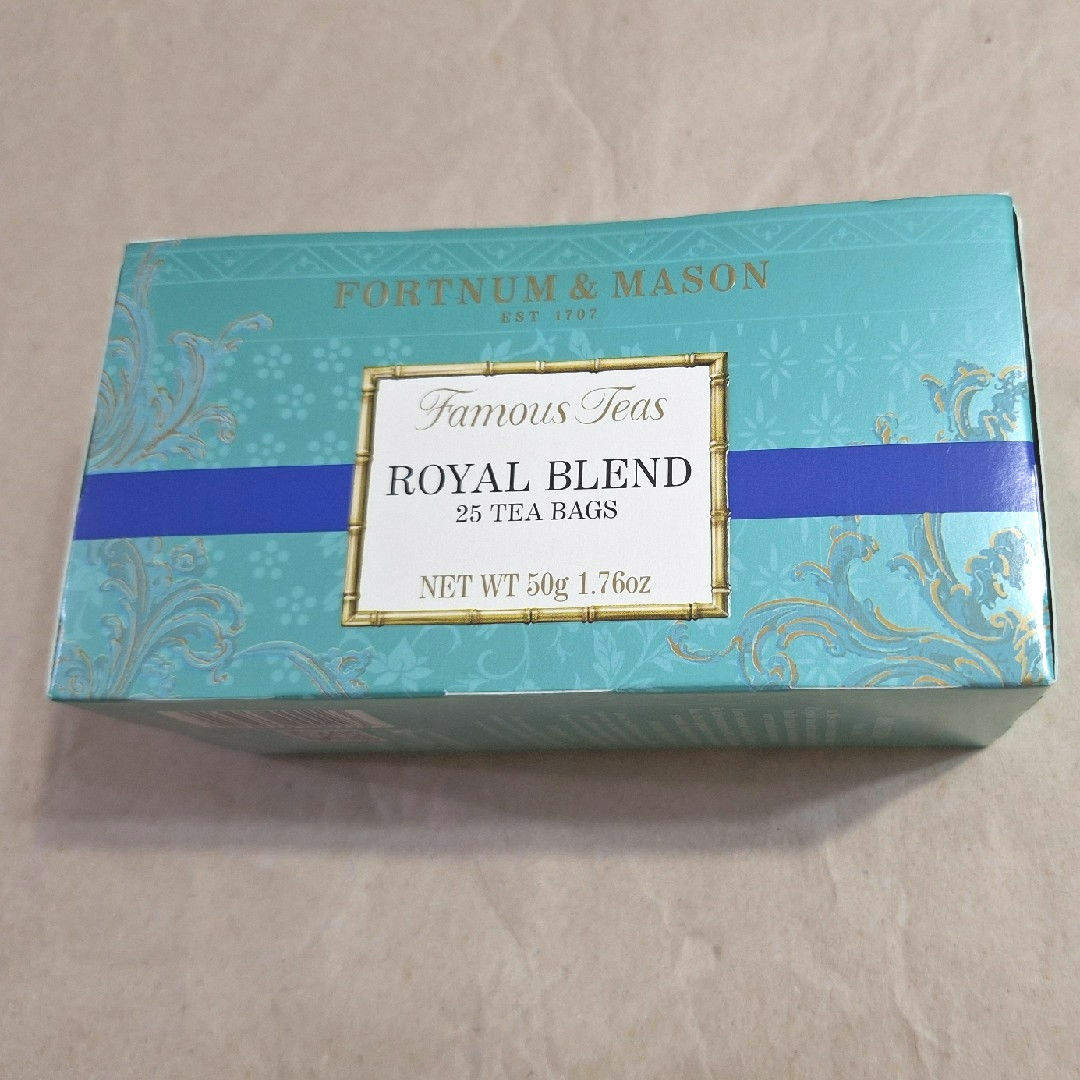 FORTNUM & MASON
EST 1707
Famous Teas
ROYAL BLEND
25 TEA BAGS
NET WT 50g 1.76oz